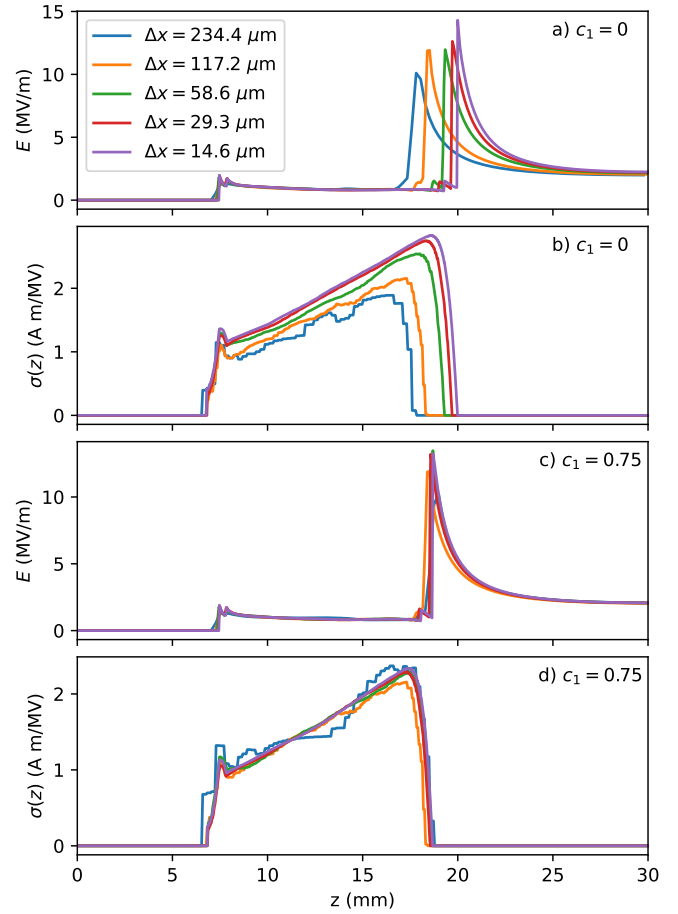 15
10
5
0
E (MV/m)
Δx = 234.4 μm
Δx = 117.2 μm
Δx = 58.6 μm
Δx = 29.3 μm
Δx = 14.6 μm
a) c₁ = 0
2
1
0
σ(z) (A m/MV)
b) c₁ = 0
10
5
0
E (MV/m)
c) c₁ = 0.75
2
1
0
σ(z) (A m/MV)
d) c₁ = 0.75
0 5 10 15 20 25 30
z (mm)